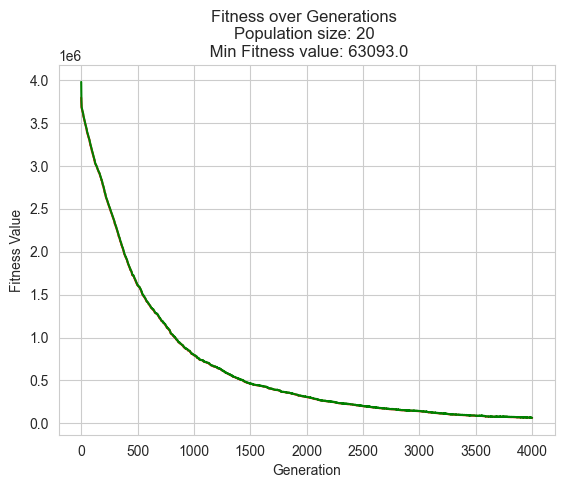 Fitness over Generations
Population size: 20
Min Fitness value: 63093.0
1e6
4.0
3.5
3.0
2.5
2.0
1.5
1.0
0.5
0.0
Fitness Value
0 500 1000 1500 2000 2500 3000 3500 4000
Generation